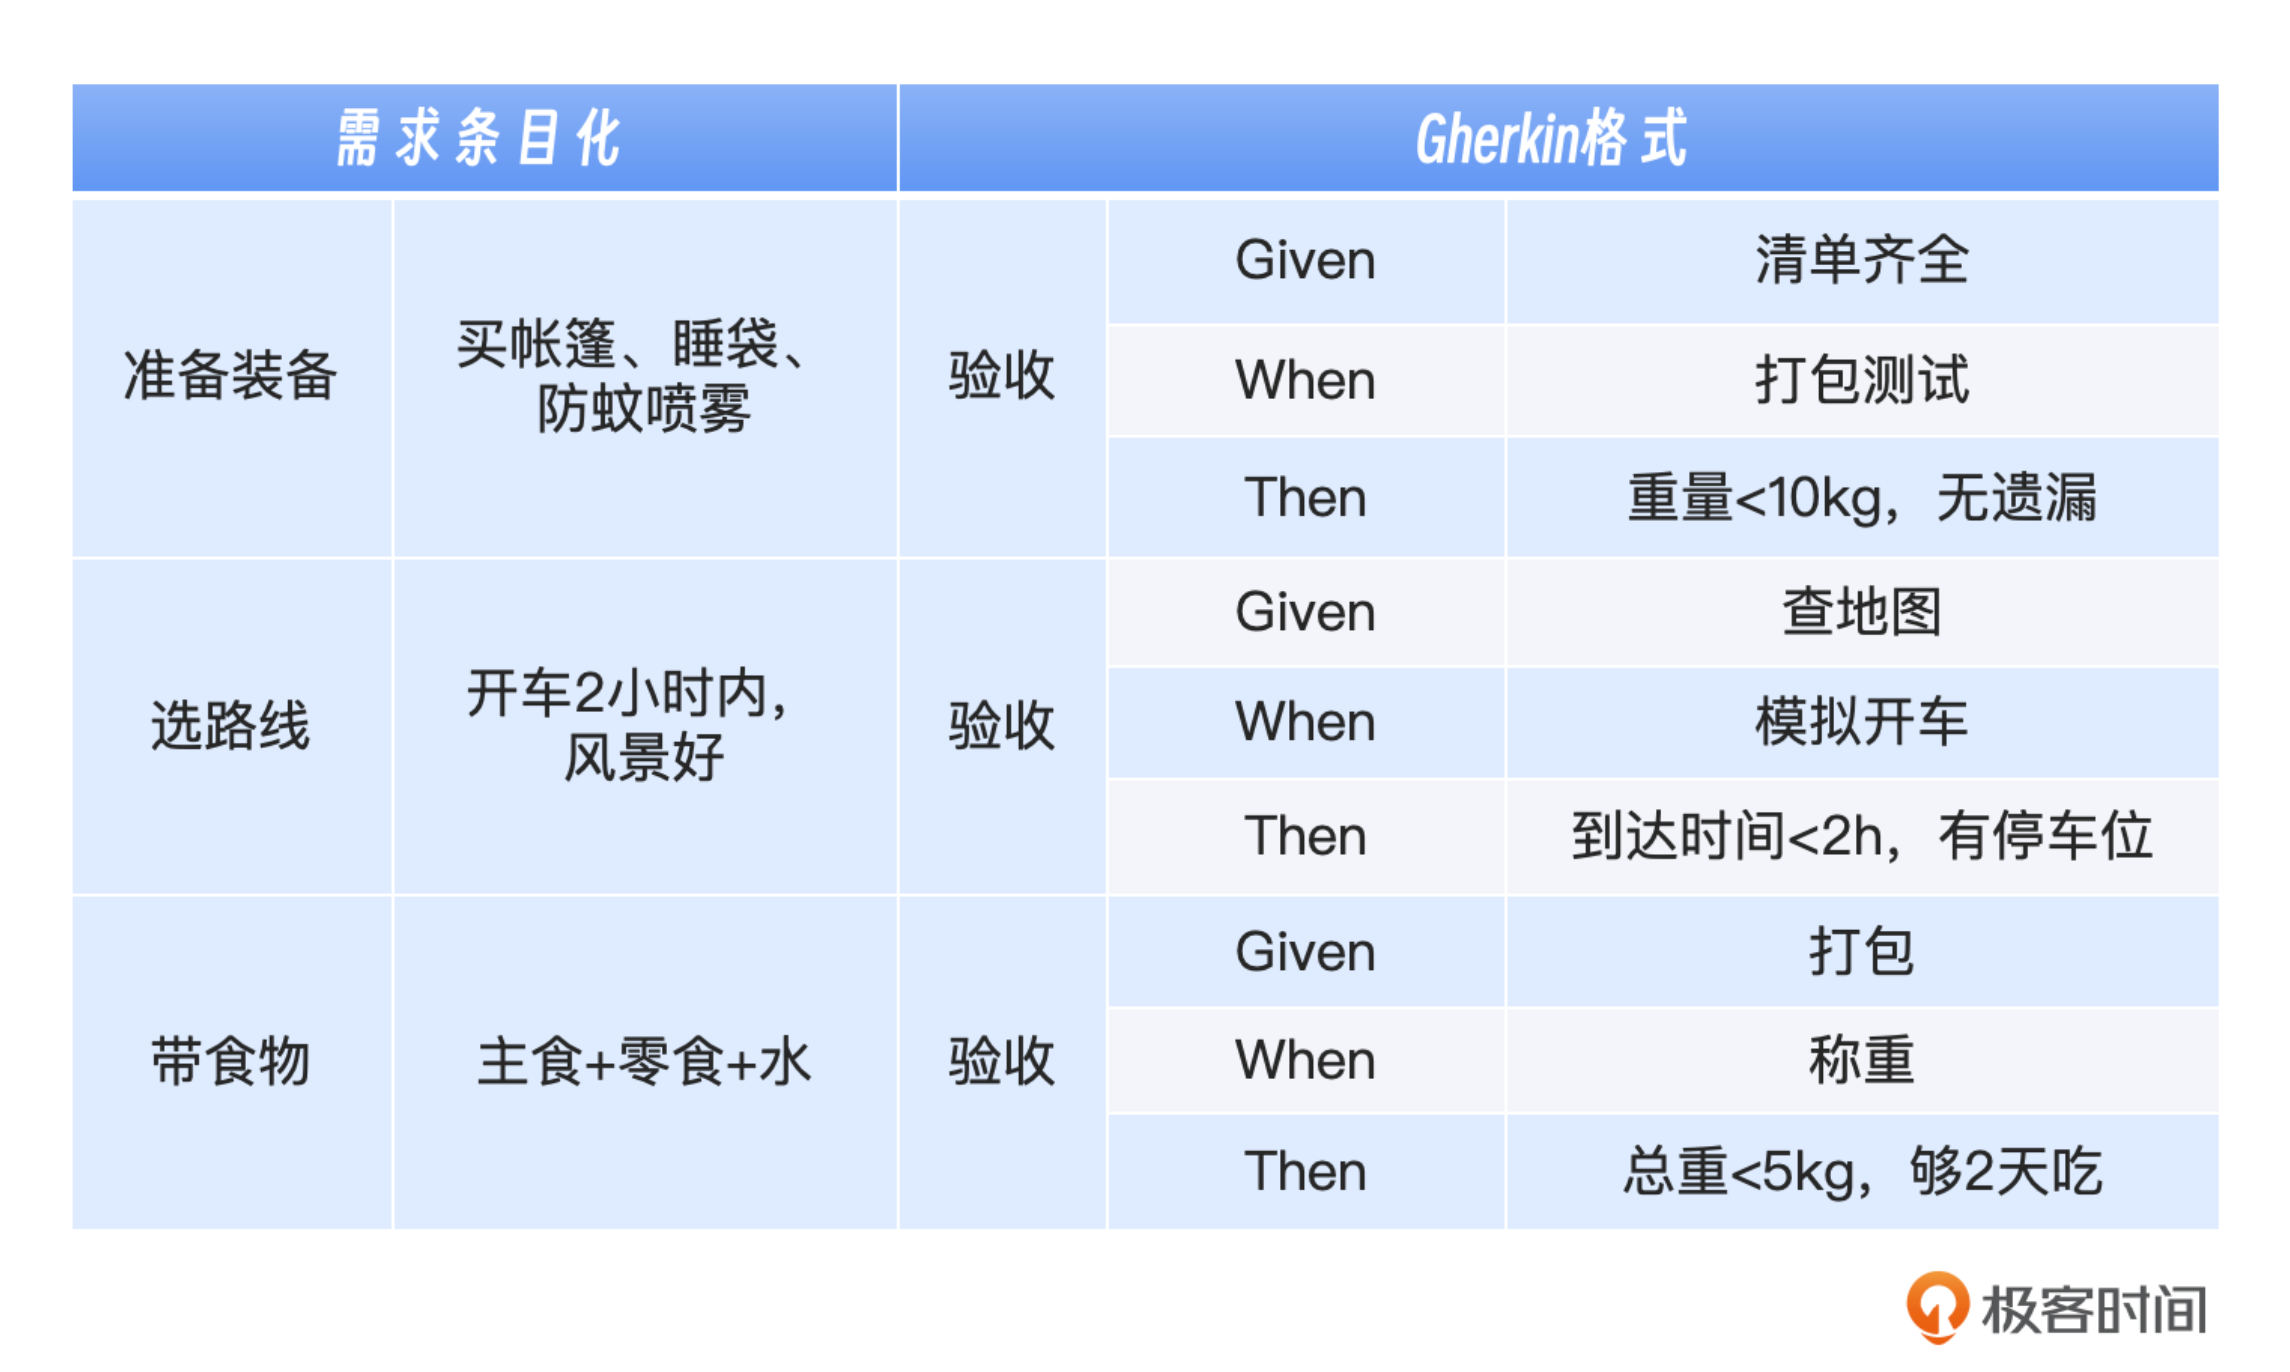 需求条目化
Gherkin格式
准备装备
买帐篷、睡袋、
防蚊喷雾
验收
Given
清单齐全
When
打包测试
Then
重量<10kg，无遗漏
选路线
开车2小时内，
风景好
验收
Given
查地图
When
模拟开车
Then
到达时间<2h，有停车位
带食物
主食+零食+水
验收
Given
打包
When
称重
Then
总重<5kg，够2天吃
极客时间